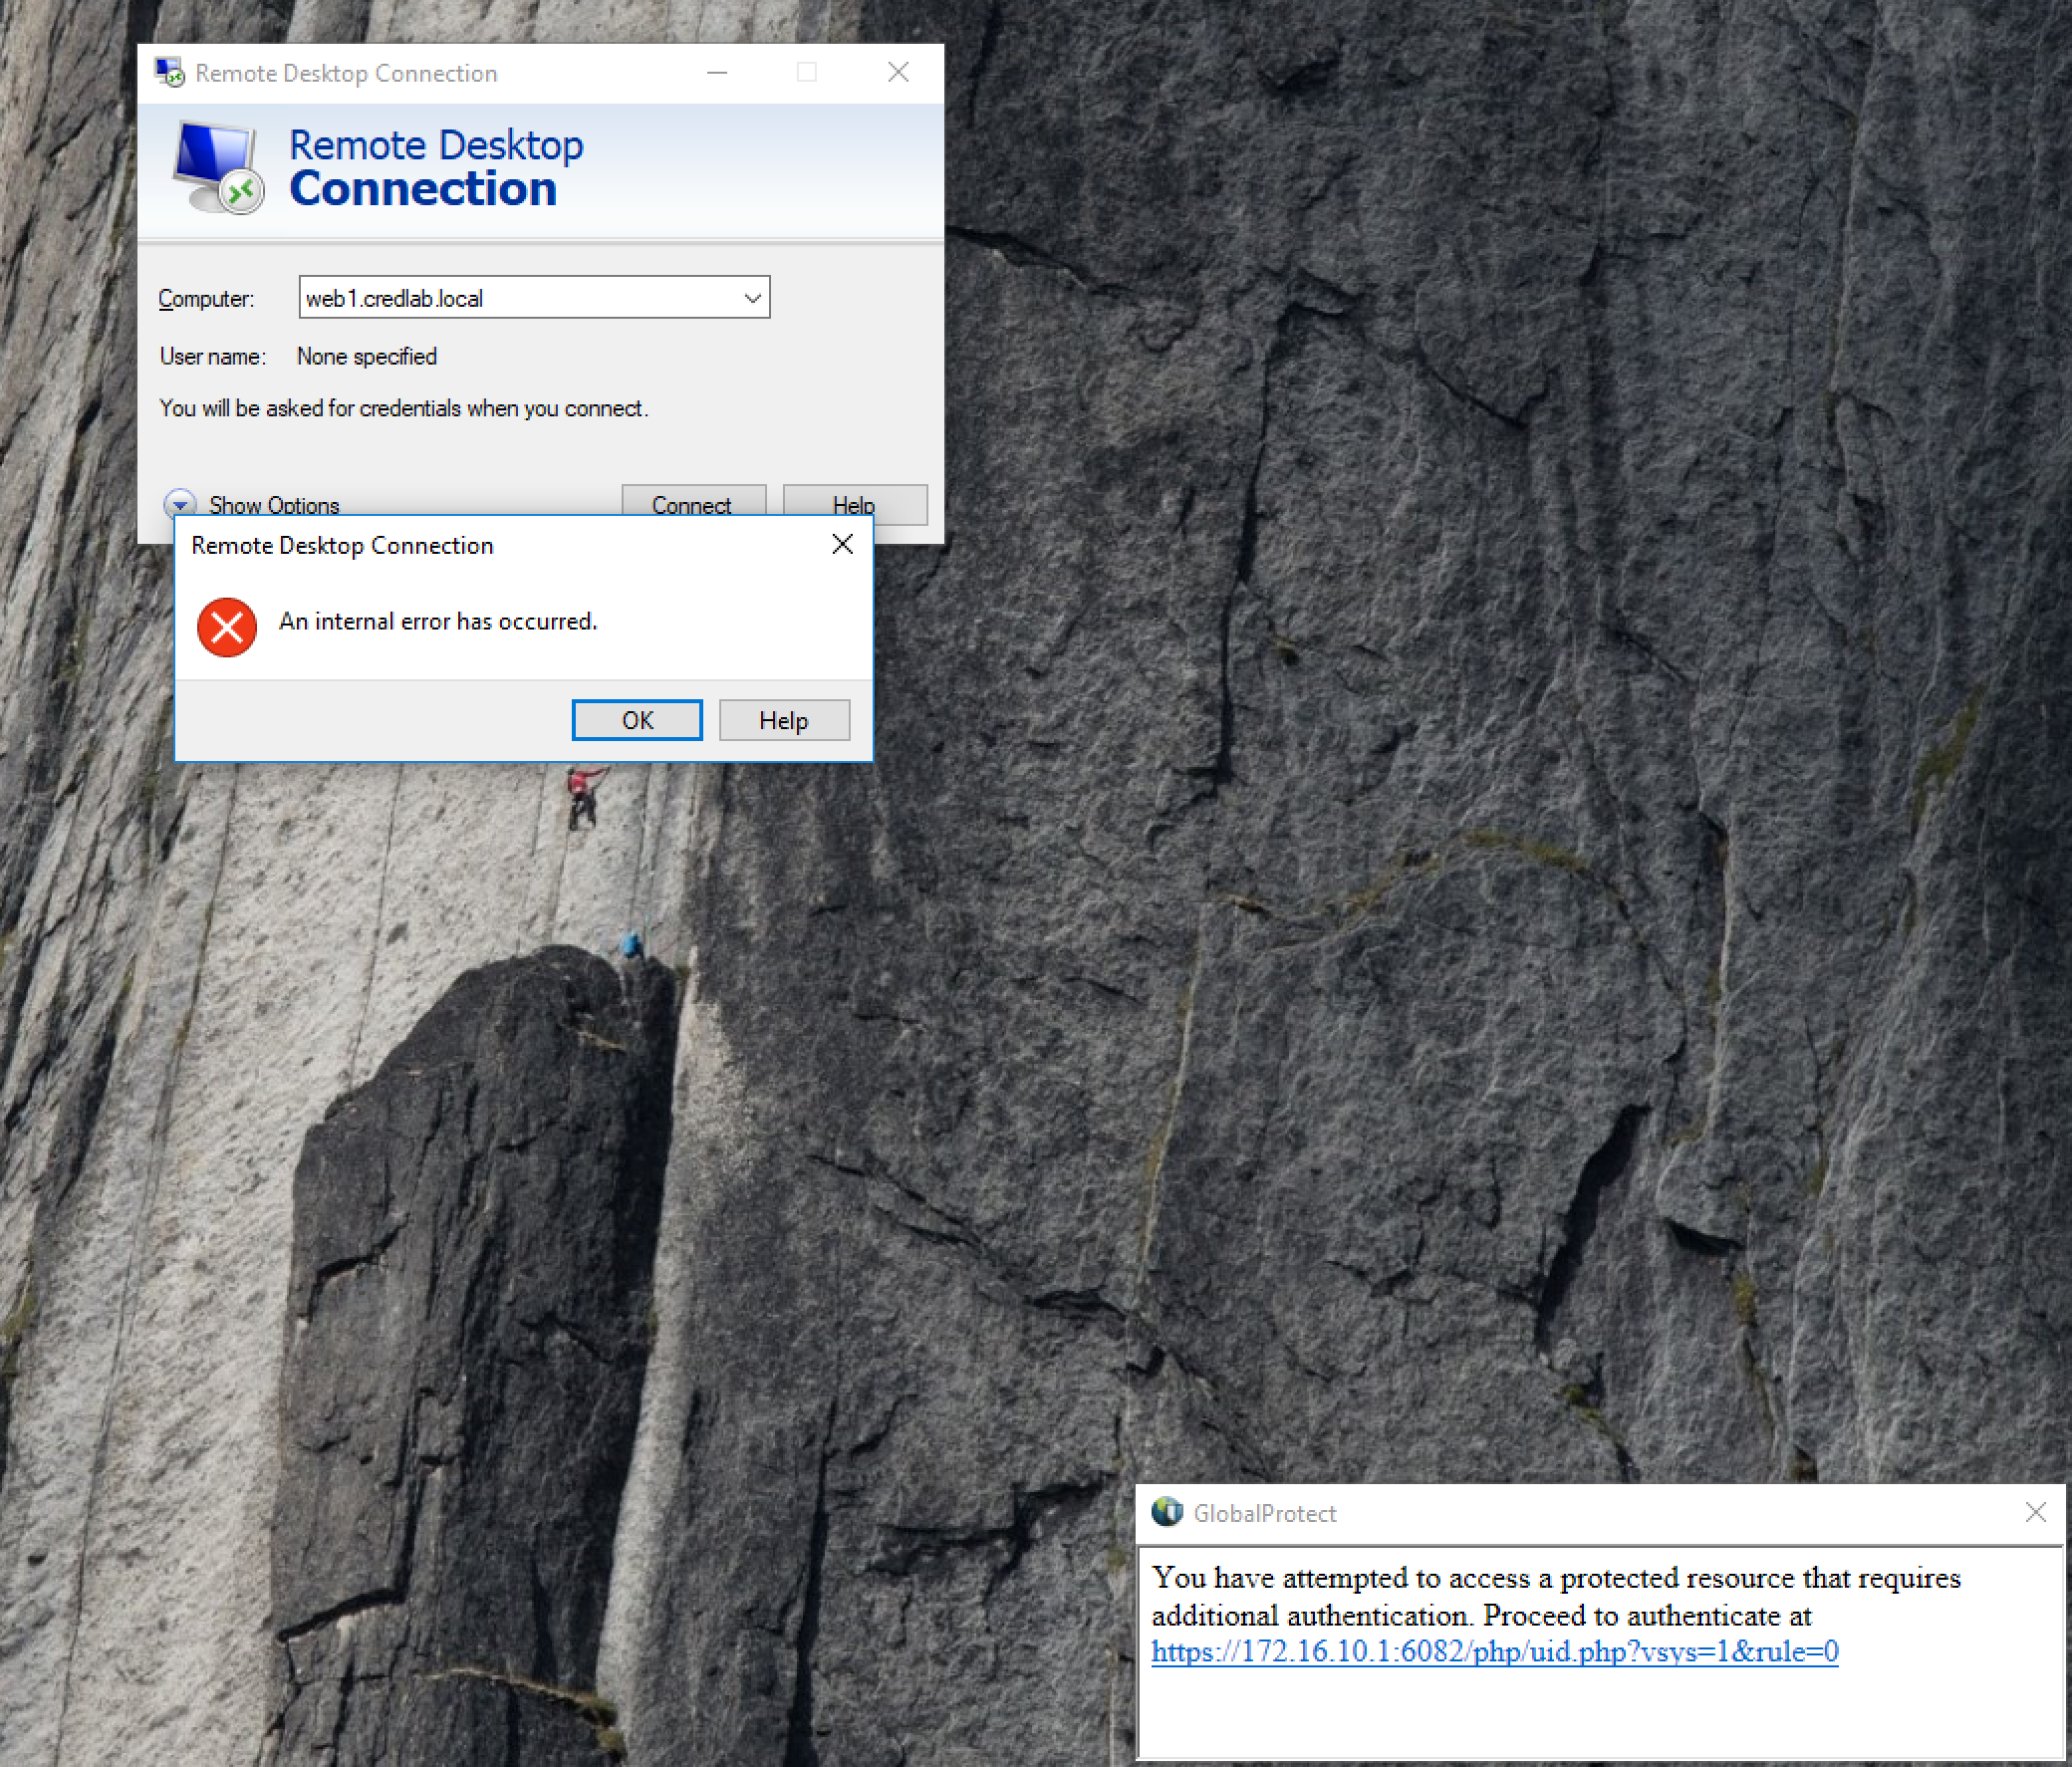 Remote Desktop Connection
Remote Desktop
Connection
Computer:
web1.credlab.local
User name:
None specified
You will be asked for credentials when you connect.
Show Options
Connect
Help
Remote Desktop Connection
An internal error has occurred.
OK
Help
GlobalProtect
You have attempted to access a protected resource that requires
additional authentication. Proceed to authenticate at
https://172.16.10.1:6082/php/uid.php?vsys=1&rule=0